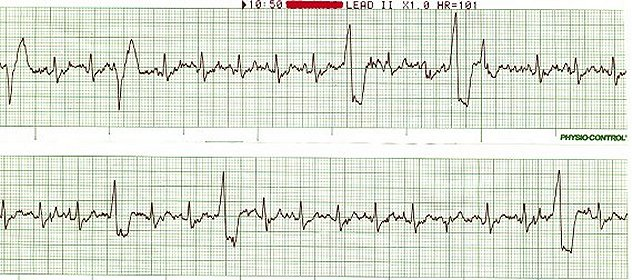 10:50 LEAD II X1.0 HR=101
PHYSIO-CONTROL